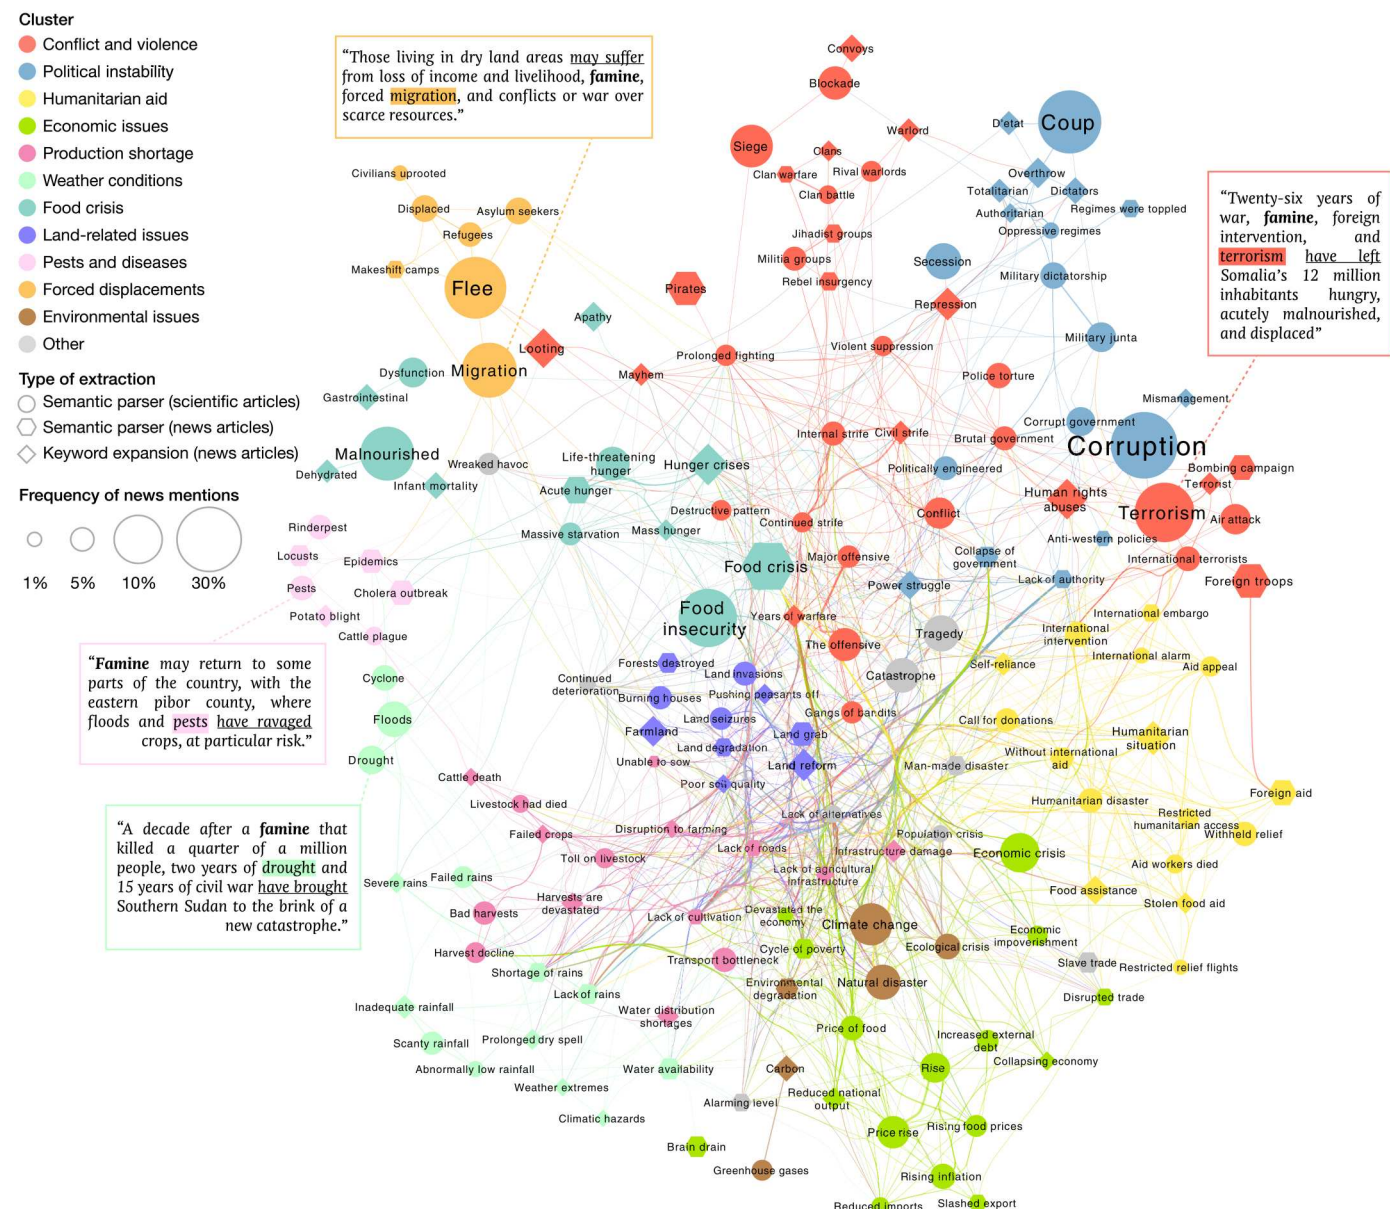 Cluster
Conflict and violence
Political instability
Humanitarian aid
Economic issues
Production shortage
Weather conditions
Food crisis
Land-related issues
Pests and diseases
Forced displacements
Environmental issues
Other
Type of extraction
Semantic parser (scientific articles)
Semantic parser (news articles)
Keyword expansion (news articles)
Frequency of news mentions
1% 5% 10% 30%
“Those living in dry land areas may suffer
from loss of income and livelihood, famine,
forced migration, and conflicts or war over
scarce resources.”
“Twenty-six years of
war, famine, foreign
intervention, and
terrorism have left
Somalia’s 12 million
inhabitants hungry,
acutely malnourished,
and displaced”
“Famine may return to some
parts of the country, with the
eastern pibor county, where
floods and pests have ravaged
crops, at particular risk.”
“A decade after a famine that
killed a quarter of a million
people, two years of drought and
15 years of civil war have brought
Southern Sudan to the brink of a
new catastrophe.”
Convoys
Blockade
Siege
Warlord
Clans
Clan warfare
Rival warlords
Clan battle
Jihadist groups
Militia groups
Rebel insurgency
Pirates
D'etat
Coup
Overthrow
Totalitarian
Dictators
Authoritarian
Regimes were toppled
Oppressive regimes
Secession
Military dictatorship
Repression
Military junta
Civilians uprooted
Displaced
Asylum seekers
Refugees
Makeshift camps
Flee
Apathy
Looting
Migration
Dysfunction
Gastrointestinal
Mayhem
Prolonged fighting
Violent suppression
Police torture
Mismanagement
Corrupt government
Corruption
Internal strife
Civil strife
Brutal government
Malnourished
Dehydrated
Infant mortality
Wreaked havoc
Life-threatening
hunger
Hunger crises
Acute hunger
Politically engineered
Bombing campaign
Terrorist
Human rights
abuses
Terrorism
Air attack
Destructive pattern
Continued strife
Conflict
Massive starvation
Mass hunger
Anti-western policies
International terrorists
Rinderpest
Locusts
Epidemics
Pests
Cholera outbreak
Potato blight
Cattle plague
Food crisis
Major offensive
Collapse of
government
Power struggle
Lack of authority
Foreign troops
Food
insecurity
Years of warfare
The offensive
Tragedy
International embargo
International
intervention
International alarm
Aid appeal
Self-reliance
Catastrophe
Cyclone
Floods
Drought
Forests destroyed
Continued
deterioration
Land invasions
Burning houses
Pushing peasants off
Land seizures
Gangs of bandits
Farmland
Land grab
Land degradation
Unable to sow
Land reform
Poor soil quality
Call for donations
Without international
aid
Humanitarian
situation
Man-made disaster
Foreign aid
Humanitarian disaster
Restricted
humanitarian access
Withheld relief
Aid workers died
Food assistance
Stolen food aid
Cattle death
Livestock had died
Failed crops
Disruption to farming
Toll on livestock
Lack of alternatives
Population crisis
Lack of roads
Infrastructure damage
Lack of agricultural
infrastructure
Economic crisis
Severe rains
Failed rains
Bad harvests
Harvests are
devastated
Lack of cultivation
Devastated the
economy
Climate change
Economic
impoverishment
Ecological crisis
Cycle of poverty
Harvest decline
Transport bottleneck
Shortage of rains
Slave trade
Restricted relief flights
Lack of rains
Environmental
degradation
Natural disaster
Disrupted trade
Inadequate rainfall
Water distribution
shortages
Price of food
Increased external
debt
Scanty rainfall
Prolonged dry spell
Collapsing economy
Abnormally low rainfall
Water availability
Carbon
Rise
Weather extremes
Reduced national
output
Alarming level
Climatic hazards
Price rise
Rising food prices
Brain drain
Greenhouse gases
Rising inflation
Reduced imports
Slashed export